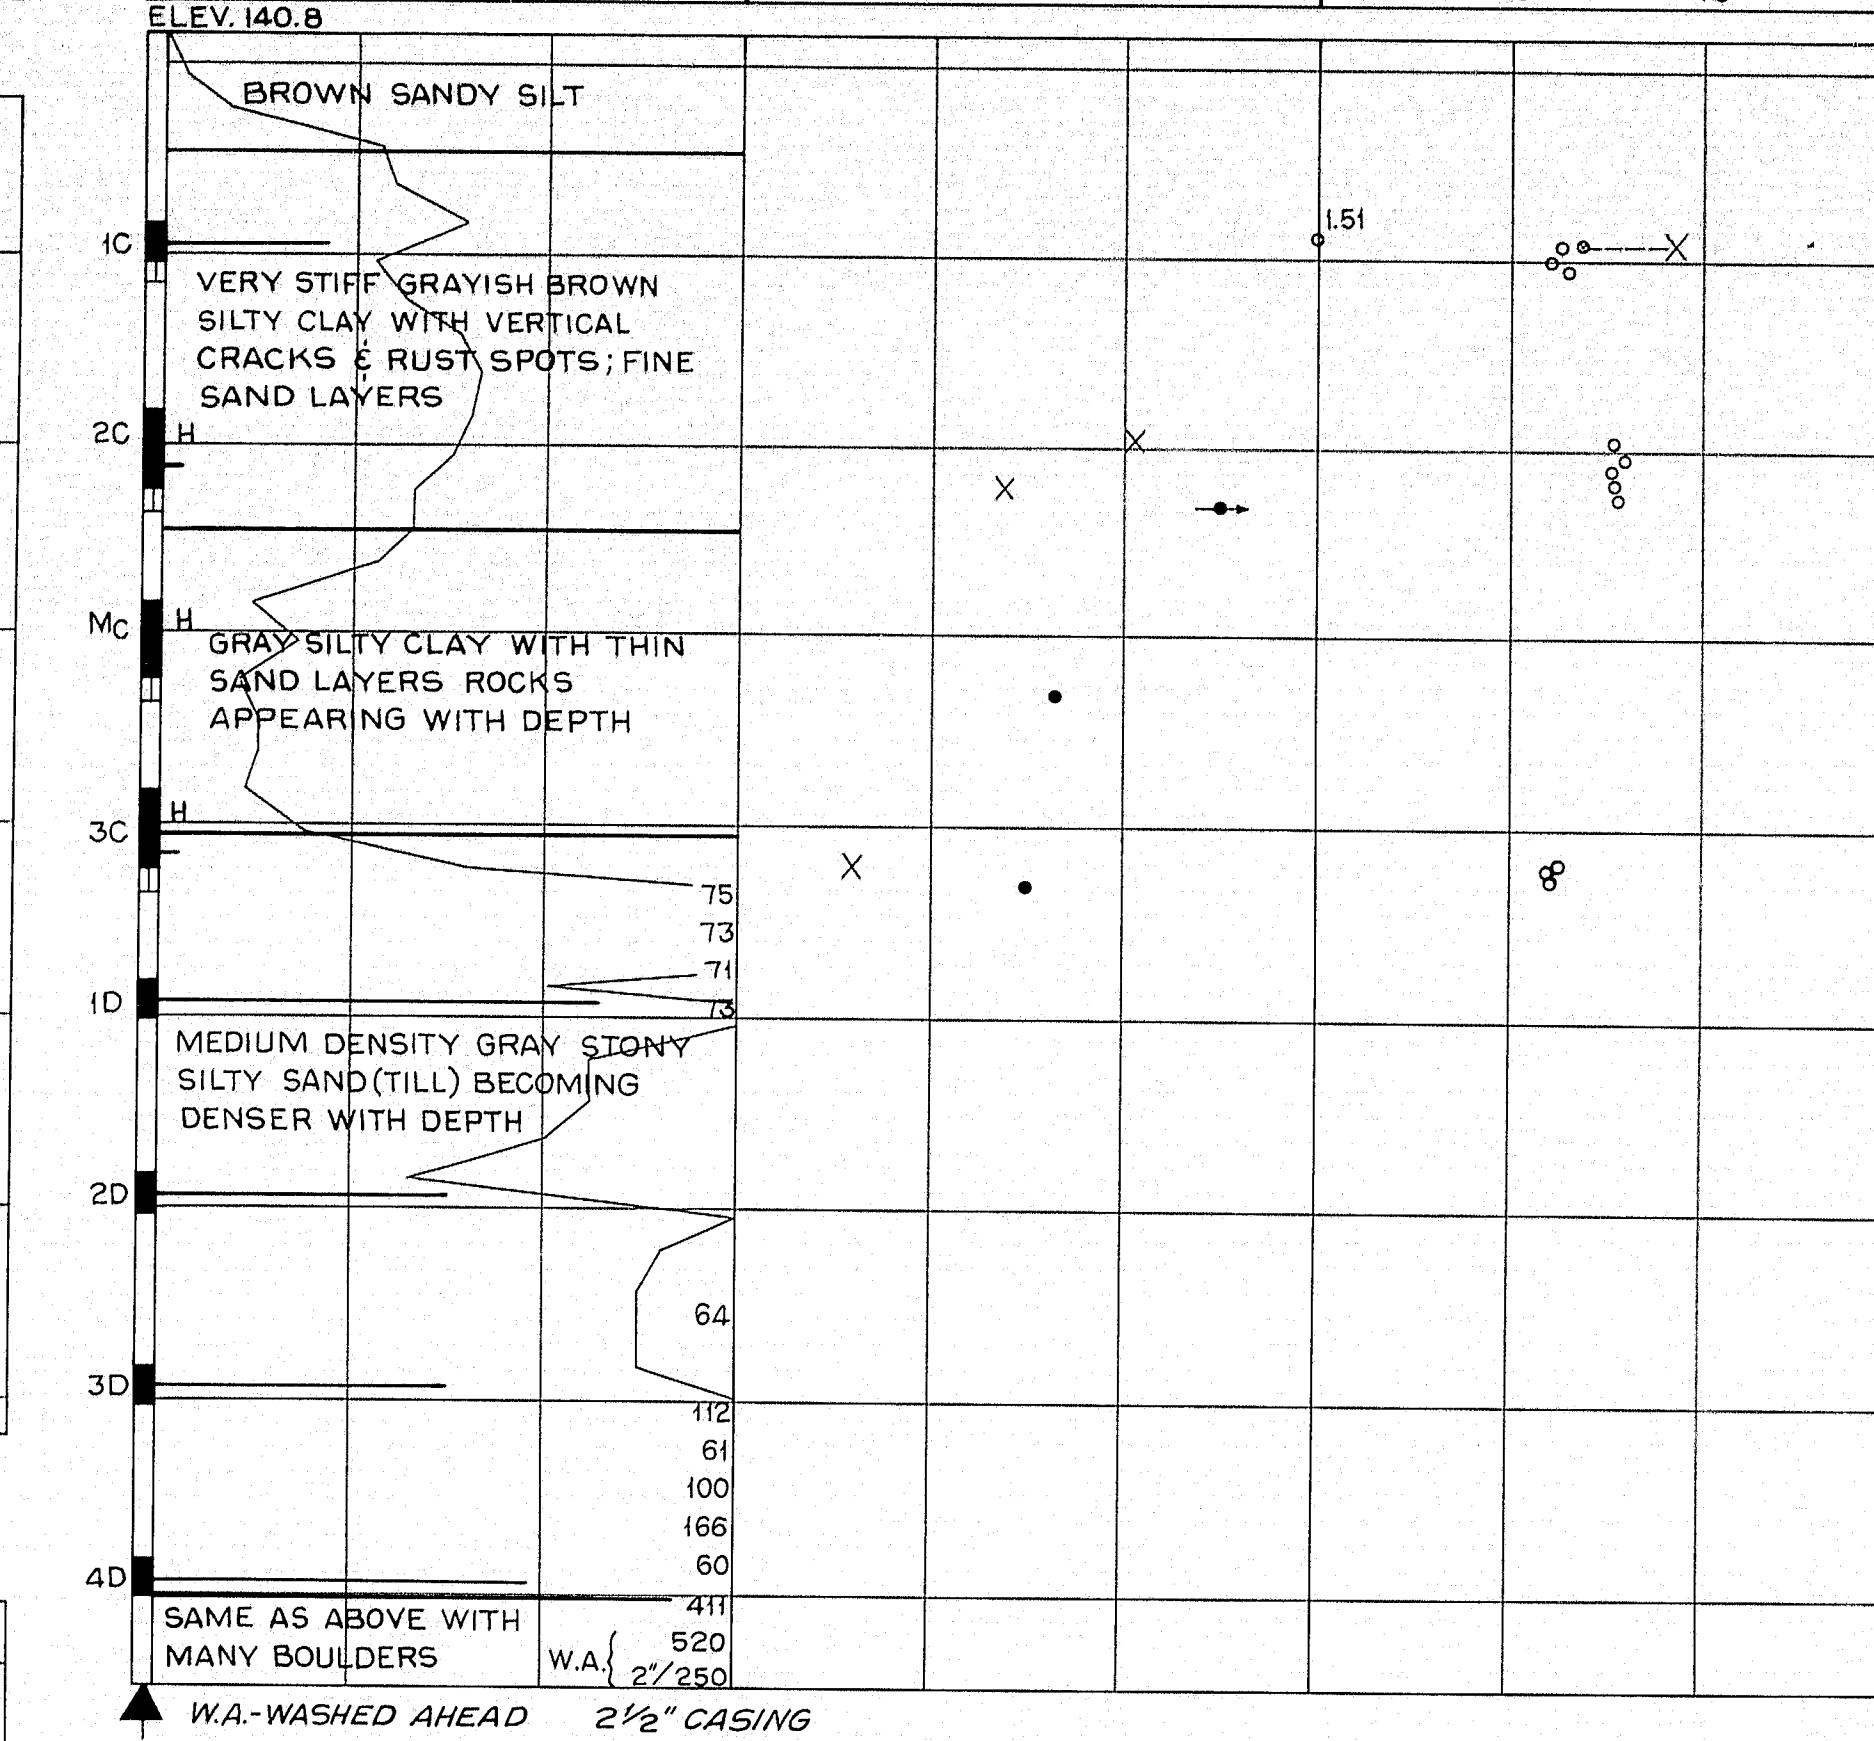 ELEV. 140.8
BROWN SANDY SILT
1.51
1C
X
VERY STIFF GRAYISH BROWN
SILTY CLAY WITH VERTICAL
CRACKS & RUST SPOTS; FINE
SAND LAYERS
2C H
X
X
MC H
GRAY SILTY CLAY WITH THIN
SAND LAYERS ROCKS
APPEARING WITH DEPTH
3C H
X
75
73
71
1D
73
MEDIUM DENSITY GRAY STONY
SILTY SAND (TILL) BECOMING
DENSER WITH DEPTH
2D
64
3D
112
61
100
166
60
4D
411
SAME AS ABOVE WITH
MANY BOULDERS
W.A. { 520
2"/250
W.A.-WASHED AHEAD 2½" CASING